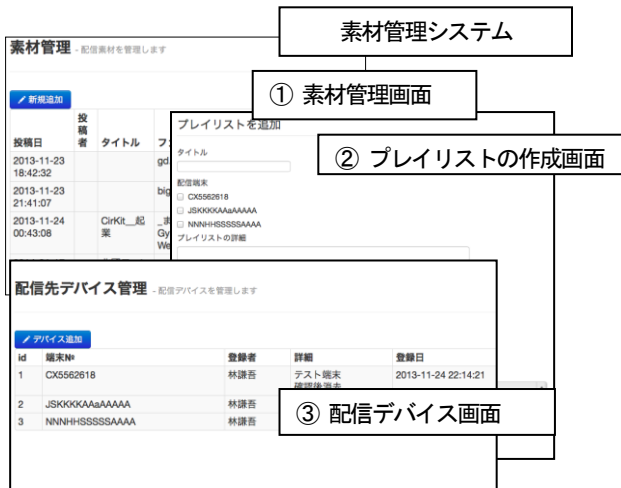 素材管理システム
素材管理 - 配信素材を管理します
① 素材管理画面
新規追加
投稿日 投稿者 タイトル
2013-11-23 18:42:32 gd
2013-11-23 21:41:07 big
2013-11-24 00:43:08 CirKit__起業 _ま Gy We
プレイリストを追加
② プレイリストの作成画面
タイトル
配信端末
CX5562618
JSKKKKAAaAAAAA
NNNHHSSSSSAAAA
プレイリストの詳細
配信先デバイス管理 - 配信デバイスを管理します
デバイス追加
id 端末№ 登録者 詳細 登録日
1 CX5562618 林謙吾 テスト端末 2013-11-24 22:14:21
確認後消去
2 JSKKKKAAaAAAAA 林謙吾
3 NNNHHSSSSSAAAA 林謙吾
③ 配信デバイス画面